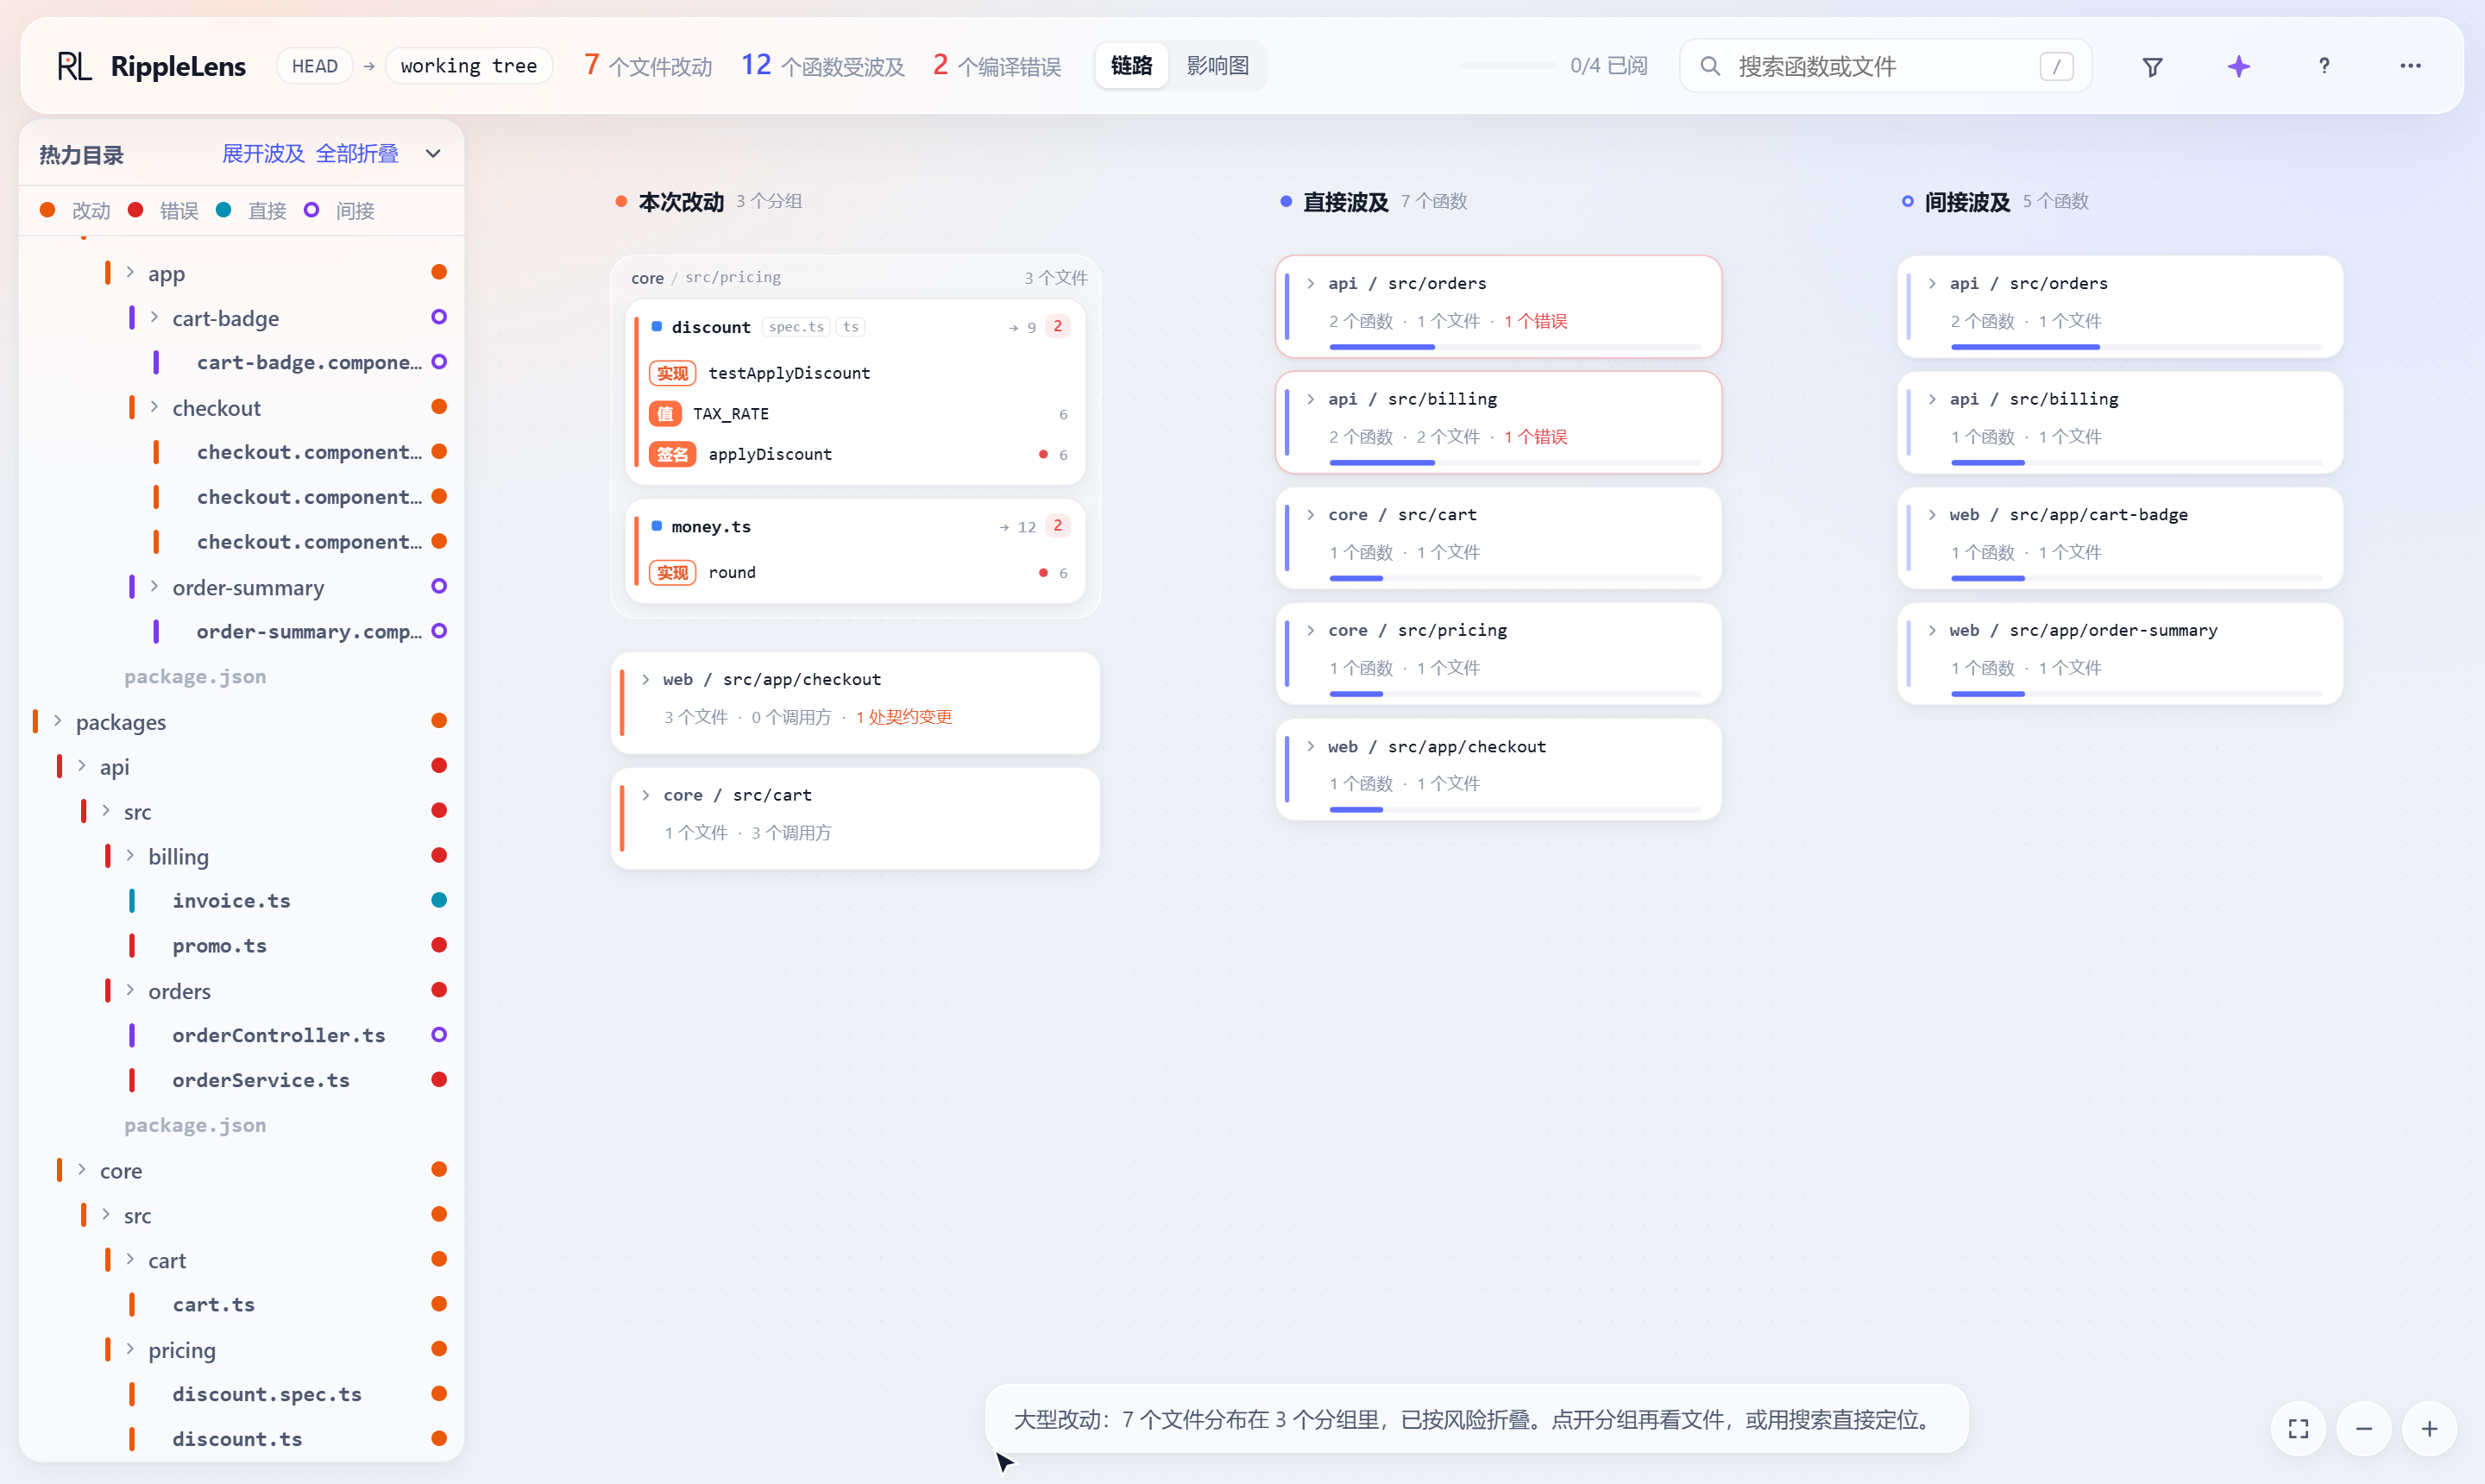 RL RippleLens HEAD → working tree 7 个文件改动 12 个函数受波及 2 个编译错误 链路 影响图 0/4 已阅 搜索函数或文件 / ? ...
热力目录 展开波及 全部折叠
改动 错误 直接 间接
app
cart-badge
cart-badge.compone…
checkout
checkout.component…
checkout.component…
checkout.component…
order-summary
order-summary.comp…
package.json
packages
api
src
billing
invoice.ts
promo.ts
orders
orderController.ts
orderService.ts
package.json
core
src
cart
cart.ts
pricing
discount.spec.ts
discount.ts
本次改动 3 个分组
core / src/pricing 3 个文件
discount spec.ts ts → 9 2
实现 testApplyDiscount
值 TAX_RATE 6
签名 applyDiscount 6
money.ts → 12 2
实现 round 6
web / src/app/checkout
3 个文件 · 0 个调用方 · 1 处契约变更
core / src/cart
1 个文件 · 3 个调用方
直接波及 7 个函数
api / src/orders
2 个函数 · 1 个文件 · 1 个错误
api / src/billing
2 个函数 · 2 个文件 · 1 个错误
core / src/cart
1 个函数 · 1 个文件
core / src/pricing
1 个函数 · 1 个文件
web / src/app/checkout
1 个函数 · 1 个文件
间接波及 5 个函数
api / src/orders
2 个函数 · 1 个文件
api / src/billing
1 个函数 · 1 个文件
web / src/app/cart-badge
1 个函数 · 1 个文件
web / src/app/order-summary
1 个函数 · 1 个文件
大型改动：7 个文件分布在 3 个分组里，已按风险折叠。点开分组再看文件，或用搜索直接定位。